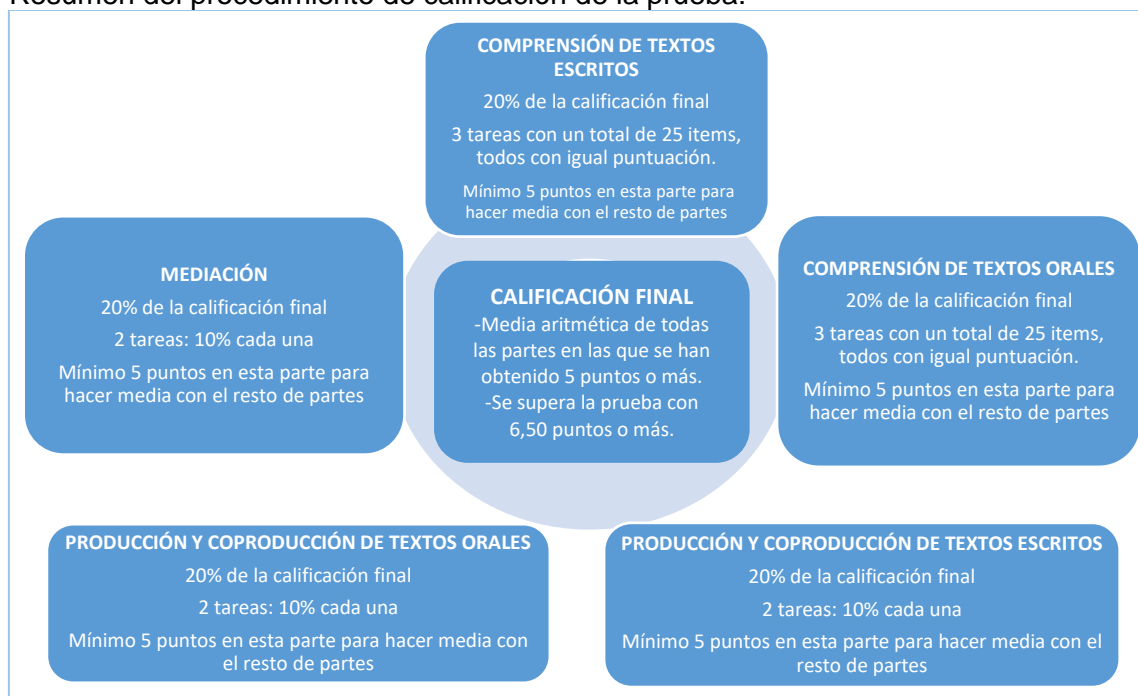 Resumen del procedimiento de calificación de la prueba.
COMPRENSIÓN DE TEXTOS
ESCRITOS
20% de la calificación final
3 tareas con un total de 25 items,
todos con igual puntuación.
Mínimo 5 puntos en esta parte para
hacer media con el resto de partes
MEDIACIÓN
20% de la calificación final
2 tareas: 10% cada una
Mínimo 5 puntos en esta parte para
hacer media con el resto de partes
CALIFICACIÓN FINAL
-Media aritmética de todas
las partes en las que se han
obtenido 5 puntos o más.
-Se supera la prueba con
6,50 puntos o más.
COMPRENSIÓN DE TEXTOS ORALES
20% de la calificación final
3 tareas con un total de 25 items,
todos con igual puntuación.
Mínimo 5 puntos en esta parte para
hacer media con el resto de partes
PRODUCCIÓN Y COPRODUCCIÓN DE TEXTOS ORALES
20% de la calificación final
2 tareas: 10% cada una
Mínimo 5 puntos en esta parte para hacer media con
el resto de partes
PRODUCCIÓN Y COPRODUCCIÓN DE TEXTOS ESCRITOS
20% de la calificación final
2 tareas: 10% cada una
Mínimo 5 puntos en esta parte para hacer media con el
resto de partes